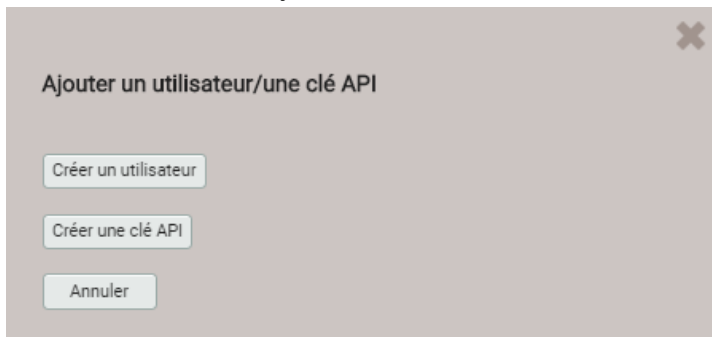 Ajouter un utilisateur/une clé API
Créer un utilisateur
Créer une clé API
Annuler